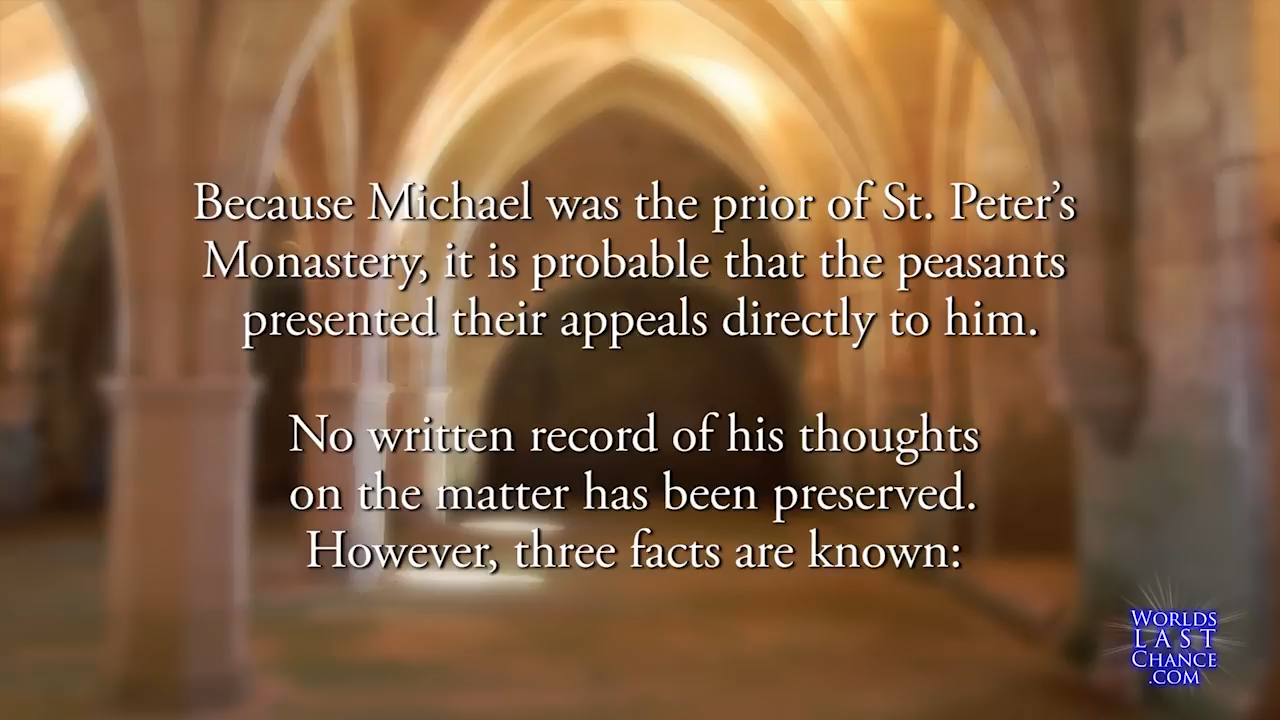 Because Michael was the prior of St. Peter’s
Monastery, it is probable that the peasants
presented their appeals directly to him.
No written record of his thoughts
on the matter has been preserved.
However, three facts are known:
WORLDS
LAST
CHANCE
.COM